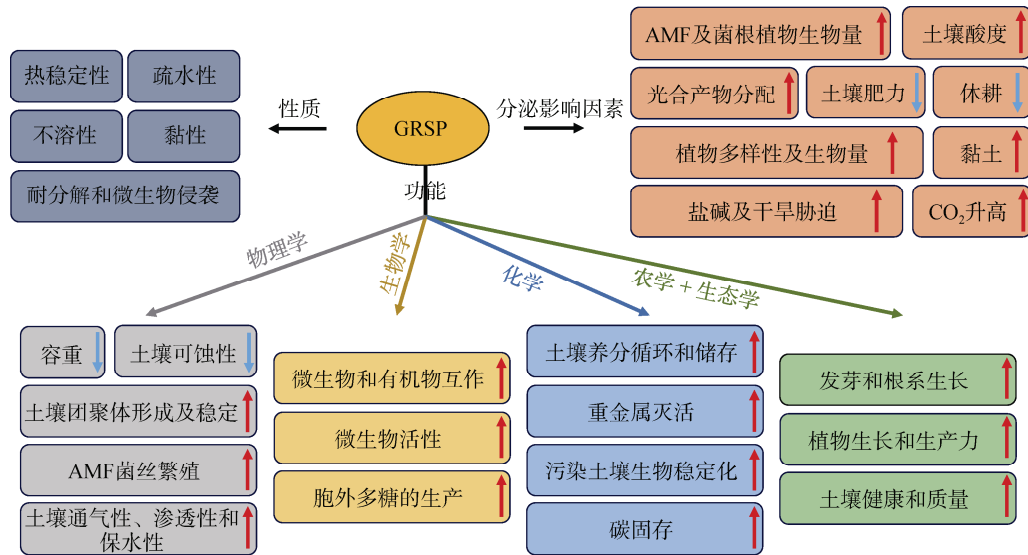 热稳定性
疏水性
不溶性
黏性
耐分解和微生物侵袭
性质
GRSP
分泌影响因素
功能
AMF及菌根植物生物量
土壤酸度
光合产物分配
土壤肥力
休耕
植物多样性及生物量
黏土
盐碱及干旱胁迫
CO₂升高
物理学
生物学
化学
农学+生态学
容重
土壤可蚀性
土壤团聚体形成及稳定
AMF菌丝繁殖
土壤通气性、渗透性和
保水性
微生物和有机物互作
微生物活性
胞外多糖的生产
土壤养分循环和储存
重金属灭活
污染土壤生物稳定化
碳固存
发芽和根系生长
植物生长和生产力
土壤健康和质量